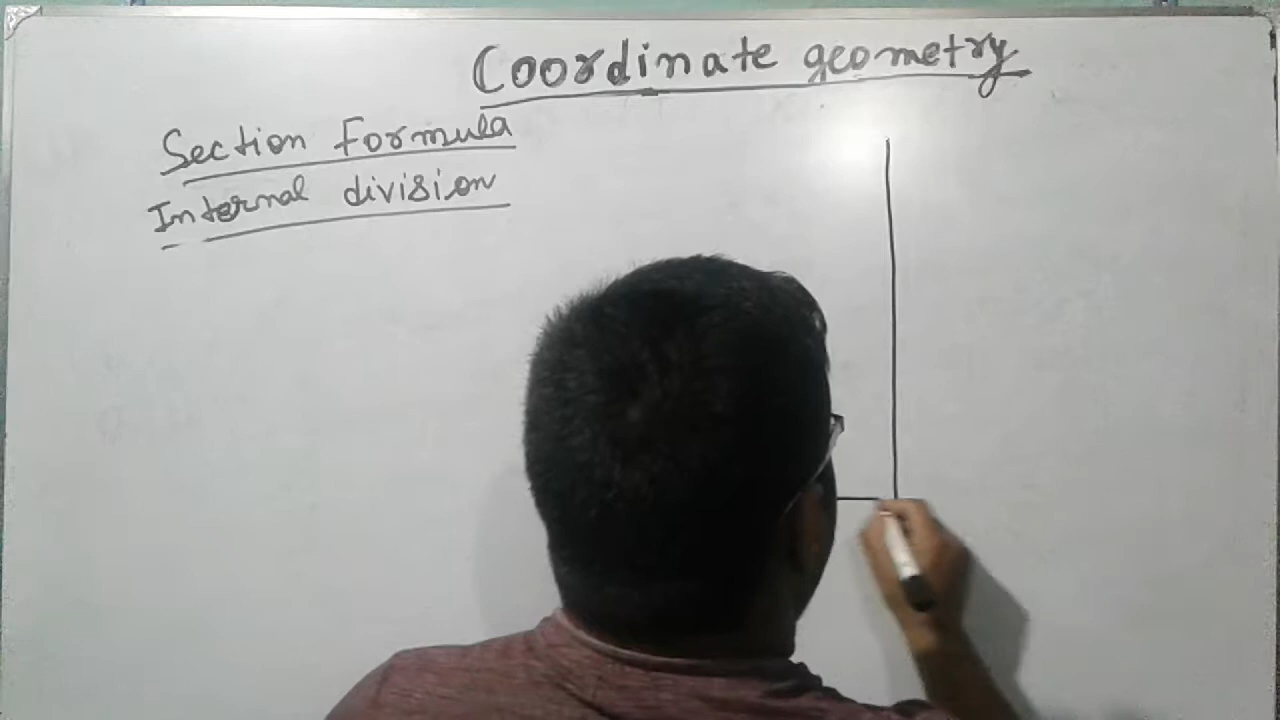 Coordinate geometry
Section Formula
Internal division